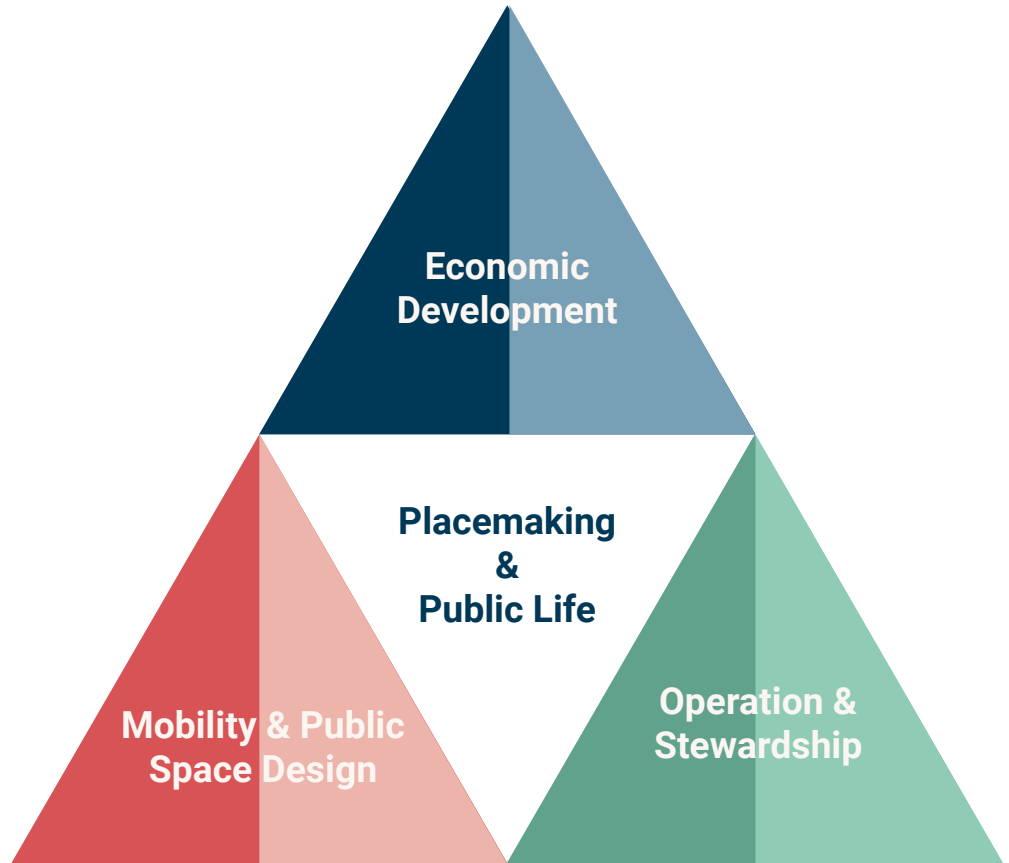 Economic
Development
Placemaking
&
Public Life
Mobility & Public
Space Design
Operation &
Stewardship